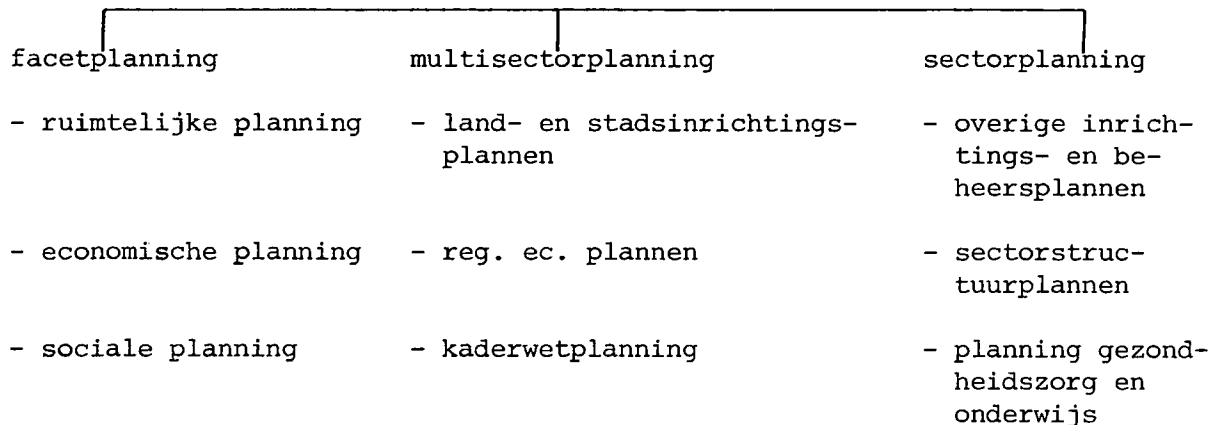 facetplanning multisectorplanning sectorplanning
- ruimtelijke planning - land- en stadsinrichtings- - overige inrich-
plannen tings- en be-
heersplannen
- economische planning - reg. ec. plannen - sectorstruc-
tuurplannen
- sociale planning - kaderwetplanning - planning gezond-
heidszorg en
onderwijs